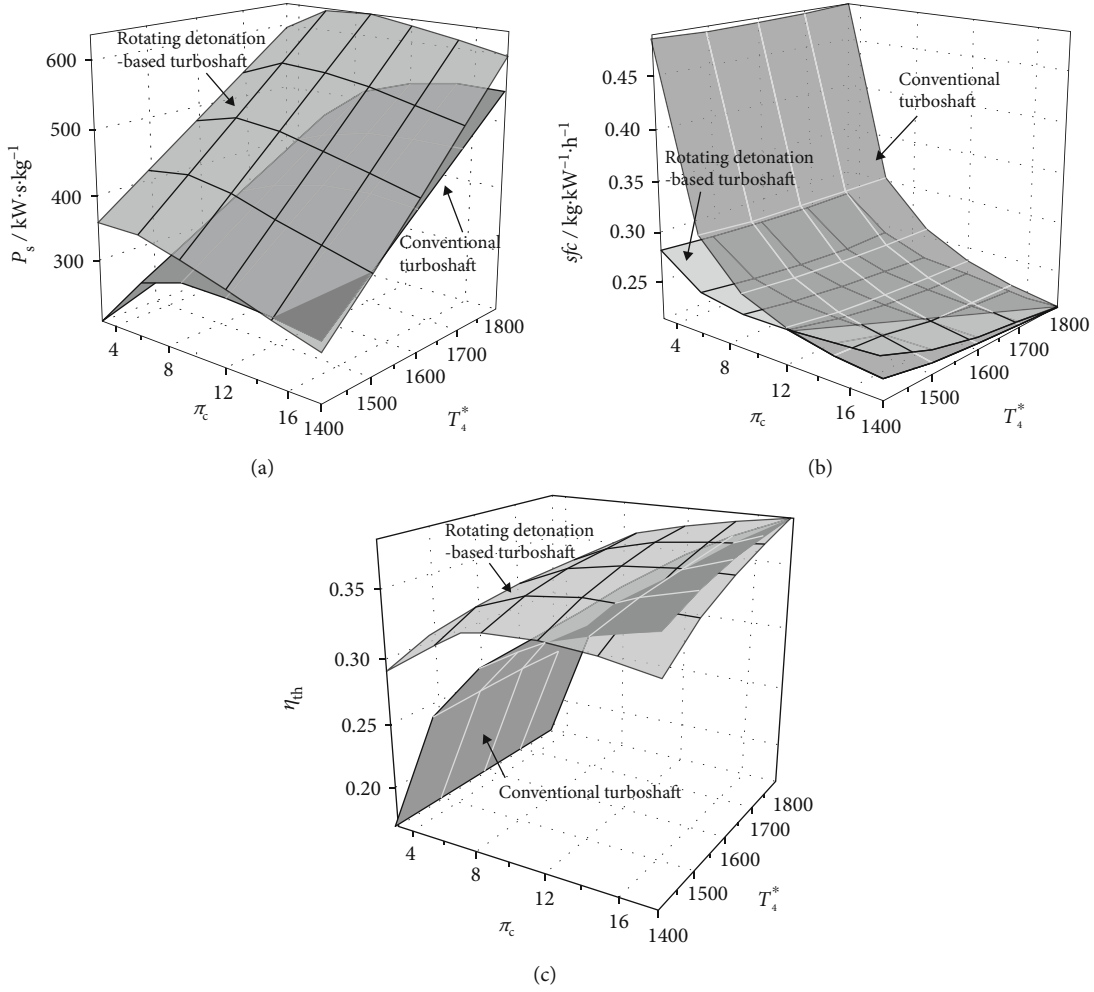 600
500
400
300
P_s / kW·s·kg⁻¹
Rotating detonation
-based turboshaft
Conventional
turboshaft
4
8
12
16
π_c
1400
1500
1600
1700
1800
T₄*
(a)
0.45
0.40
0.35
0.30
0.25
sfc / kg·kW⁻¹·h⁻¹
Conventional
turboshaft
Rotating detonation
-based turboshaft
4
8
12
16
π_c
1400
1500
1600
1700
1800
T₄*
(b)
0.35
0.30
0.25
0.20
η_th
Rotating detonation
-based turboshaft
Conventional turboshaft
4
8
12
16
π_c
1400
1500
1600
1700
1800
T₄*
(c)